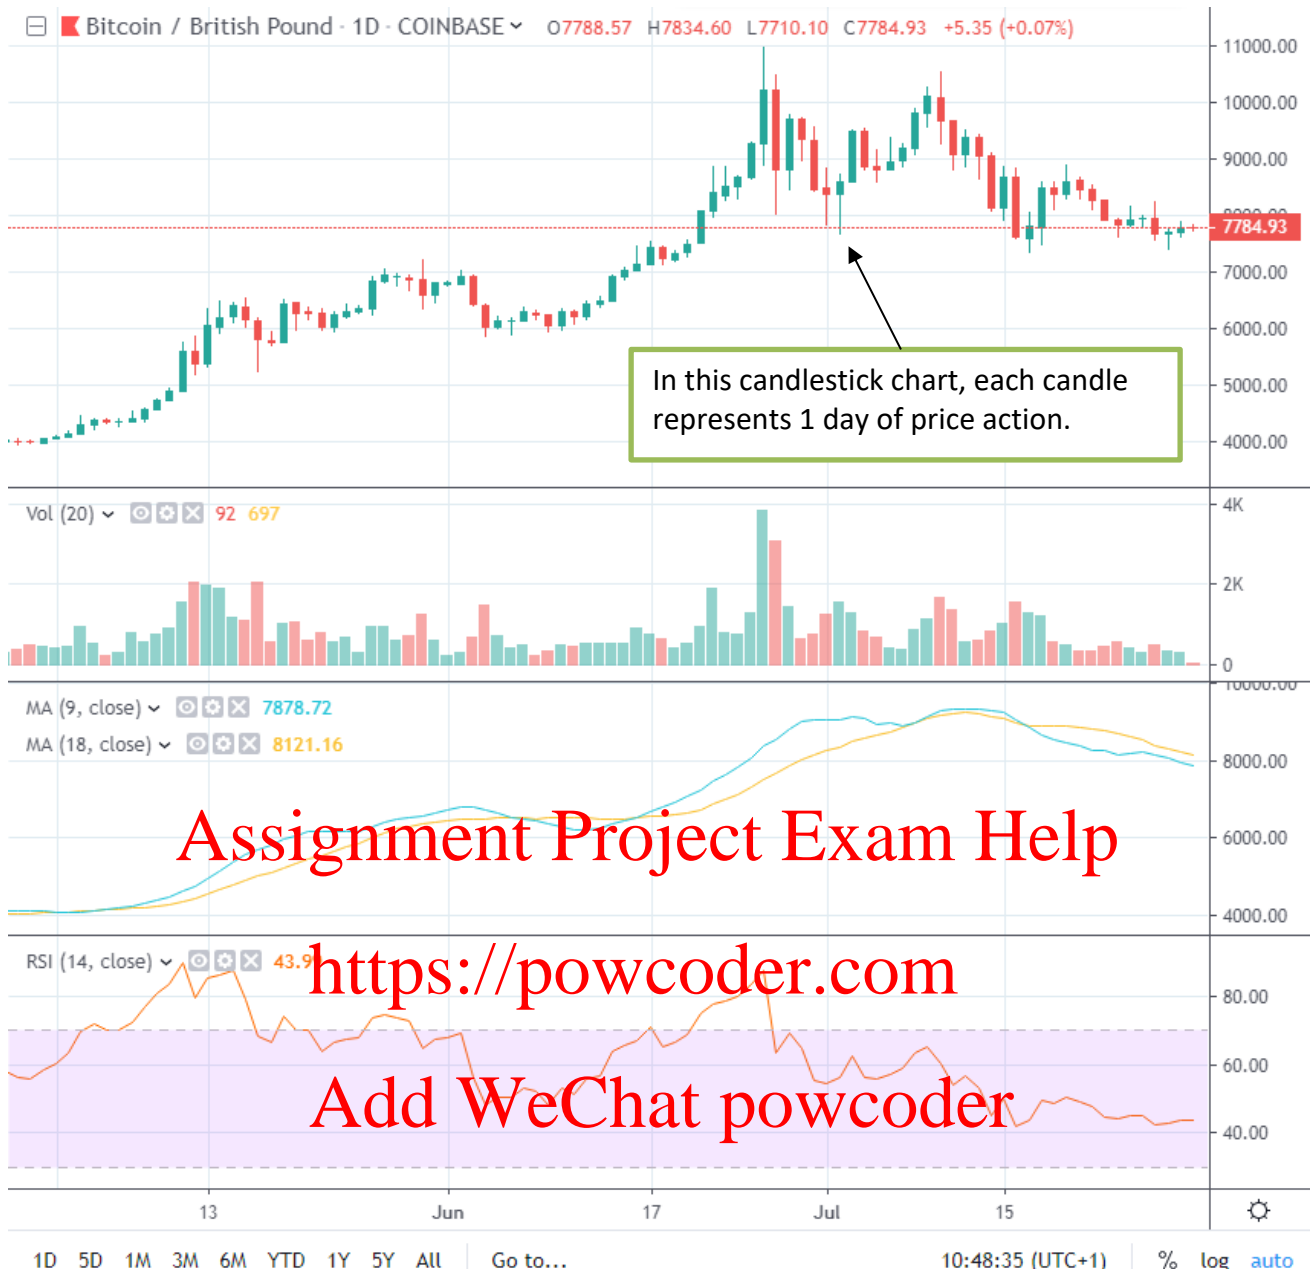 Bitcoin / British Pound · 1D · COINBASE O7788.57 H7834.60 L7710.10 C7784.93 +5.35 (+0.07%)
11000.00
10000.00
9000.00
8000.00
7784.93
7000.00
6000.00
5000.00
4000.00
In this candlestick chart, each candle
represents 1 day of price action.
Vol (20) 92 697
4K
2K
0
10000.00
MA (9, close) 7878.72
MA (18, close) 8121.16
8000.00
6000.00
4000.00
Assignment Project Exam Help
RSI (14, close) 43.9
https://powcoder.com
80.00
60.00
40.00
Add WeChat powcoder
13 Jun 17 Jul 15
1D 5D 1M 3M 6M YTD 1Y 5Y All Go to... 10:48:35 (UTC+1) % log auto